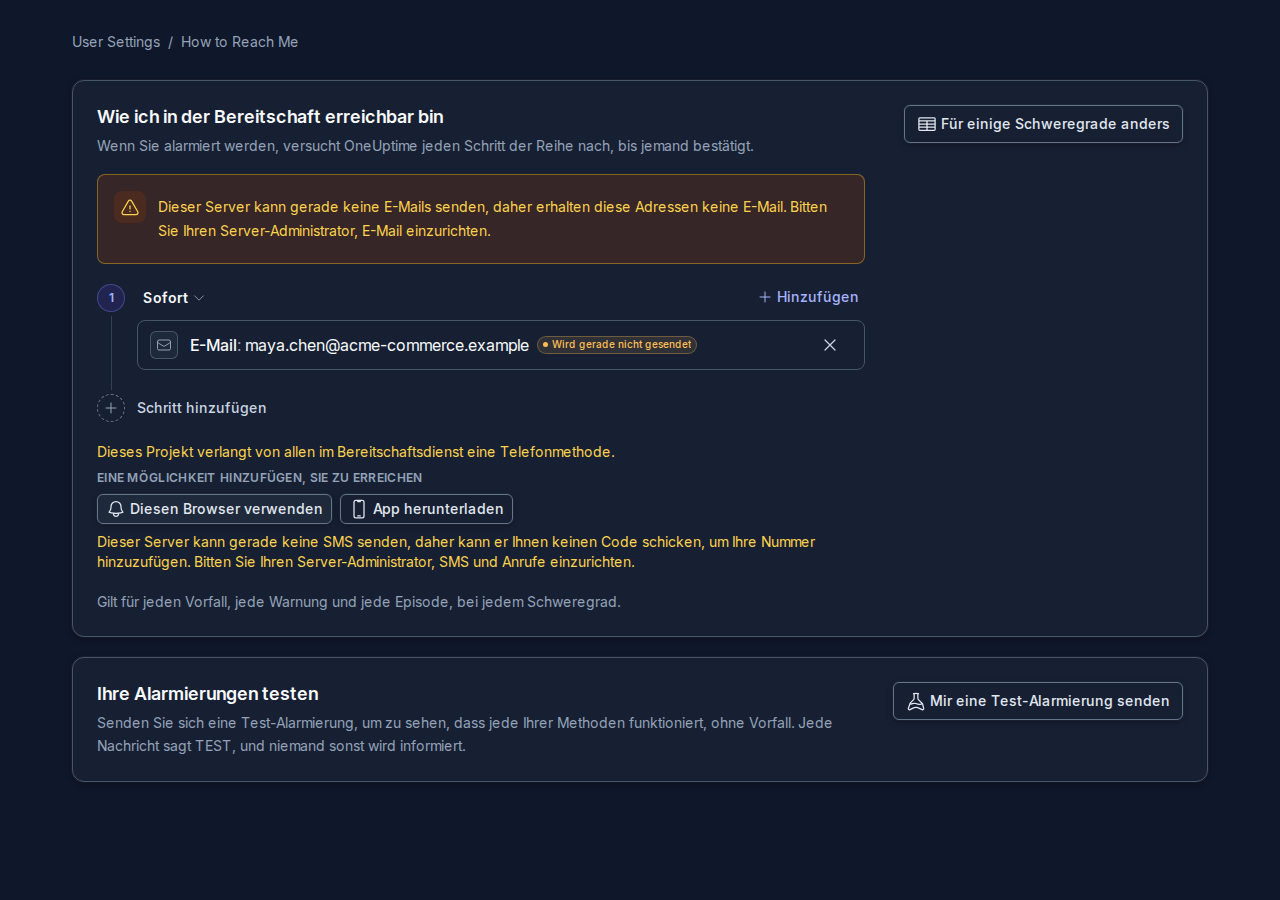 User Settings / How to Reach Me
Wie ich in der Bereitschaft erreichbar bin
Für einige Schweregrade anders
Wenn Sie alarmiert werden, versucht OneUptime jeden Schritt der Reihe nach, bis jemand bestätigt.
Dieser Server kann gerade keine E-Mails senden, daher erhalten diese Adressen keine E-Mail. Bitten
Sie Ihren Server-Administrator, E-Mail einzurichten.
1 Sofort
Hinzufügen
E-Mail: maya.chen@acme-commerce.example Wird gerade nicht gesendet
Schritt hinzufügen
Dieses Projekt verlangt von allen im Bereitschaftsdienst eine Telefonmethode.
EINE MÖGLICHKEIT HINZUFÜGEN, SIE ZU ERREICHEN
Diesen Browser verwenden
App herunterladen
Dieser Server kann gerade keine SMS senden, daher kann er Ihnen keinen Code schicken, um Ihre Nummer
hinzuzufügen. Bitten Sie Ihren Server-Administrator, SMS und Anrufe einzurichten.
Gilt für jeden Vorfall, jede Warnung und jede Episode, bei jedem Schweregrad.
Ihre Alarmierungen testen
Mir eine Test-Alarmierung senden
Senden Sie sich eine Test-Alarmierung, um zu sehen, dass jede Ihrer Methoden funktioniert, ohne Vorfall. Jede
Nachricht sagt TEST, und niemand sonst wird informiert.